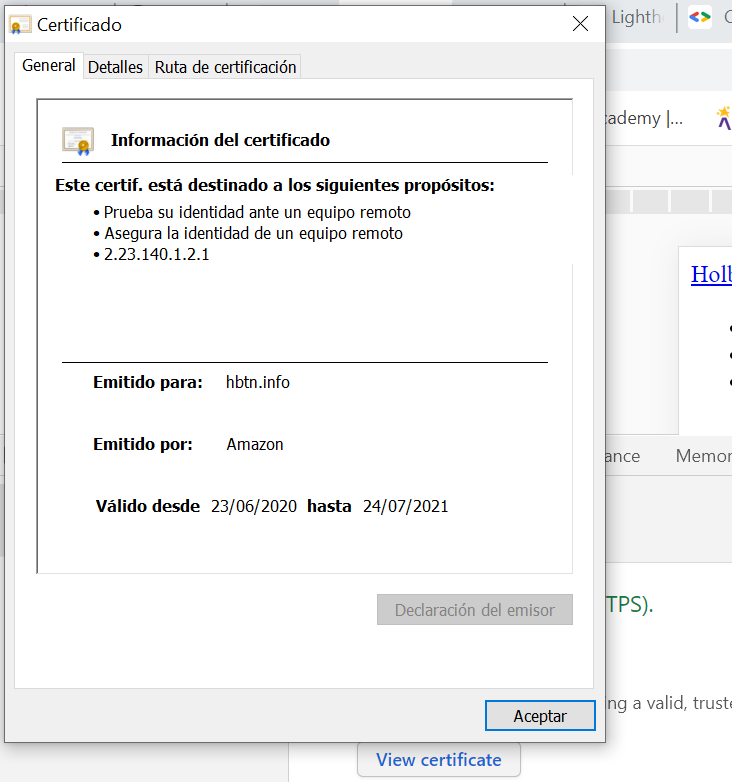 Certificado
Lighth
General
Detalles
Ruta de certificación
cademy |...
Información del certificado
Este certif. está destinado a los siguientes propósitos:
• Prueba su identidad ante un equipo remoto
• Asegura la identidad de un equipo remoto
• 2.23.140.1.2.1
Holb
Emitido para: hbtn.info
Emitido por: Amazon
ance
Memor
Válido desde 23/06/2020 hasta 24/07/2021
Declaración del emisor
TPS).
ng a valid, truste
Aceptar
View certificate